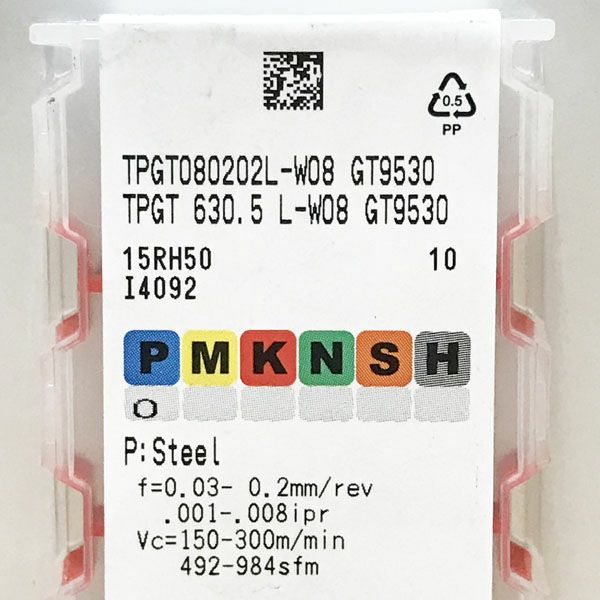 0.5
PP
TPGT080202L-W08 GT9530
TPGT 630.5 L-W08 GT9530
15RH50 10
I4092
P M K N S H
O
P:Steel
f=0.03- 0.2mm/rev
.001-.008ipr
Vc=150-300m/min
492-984sfm